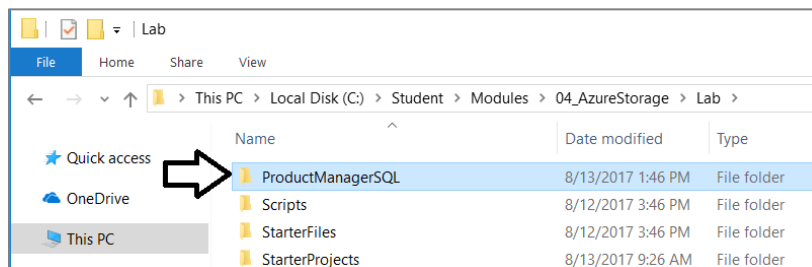 Lab
File Home Share View
This PC > Local Disk (C:) > Student > Modules > 04_AzureStorage > Lab >
Name Date modified Type
Quick access
ProductManagerSQL 8/13/2017 1:46 PM File folder
OneDrive
Scripts 8/12/2017 3:46 PM File folder
This PC
StarterFiles 8/12/2017 3:46 PM File folder
StarterProjects 8/13/2017 9:26 AM File folder